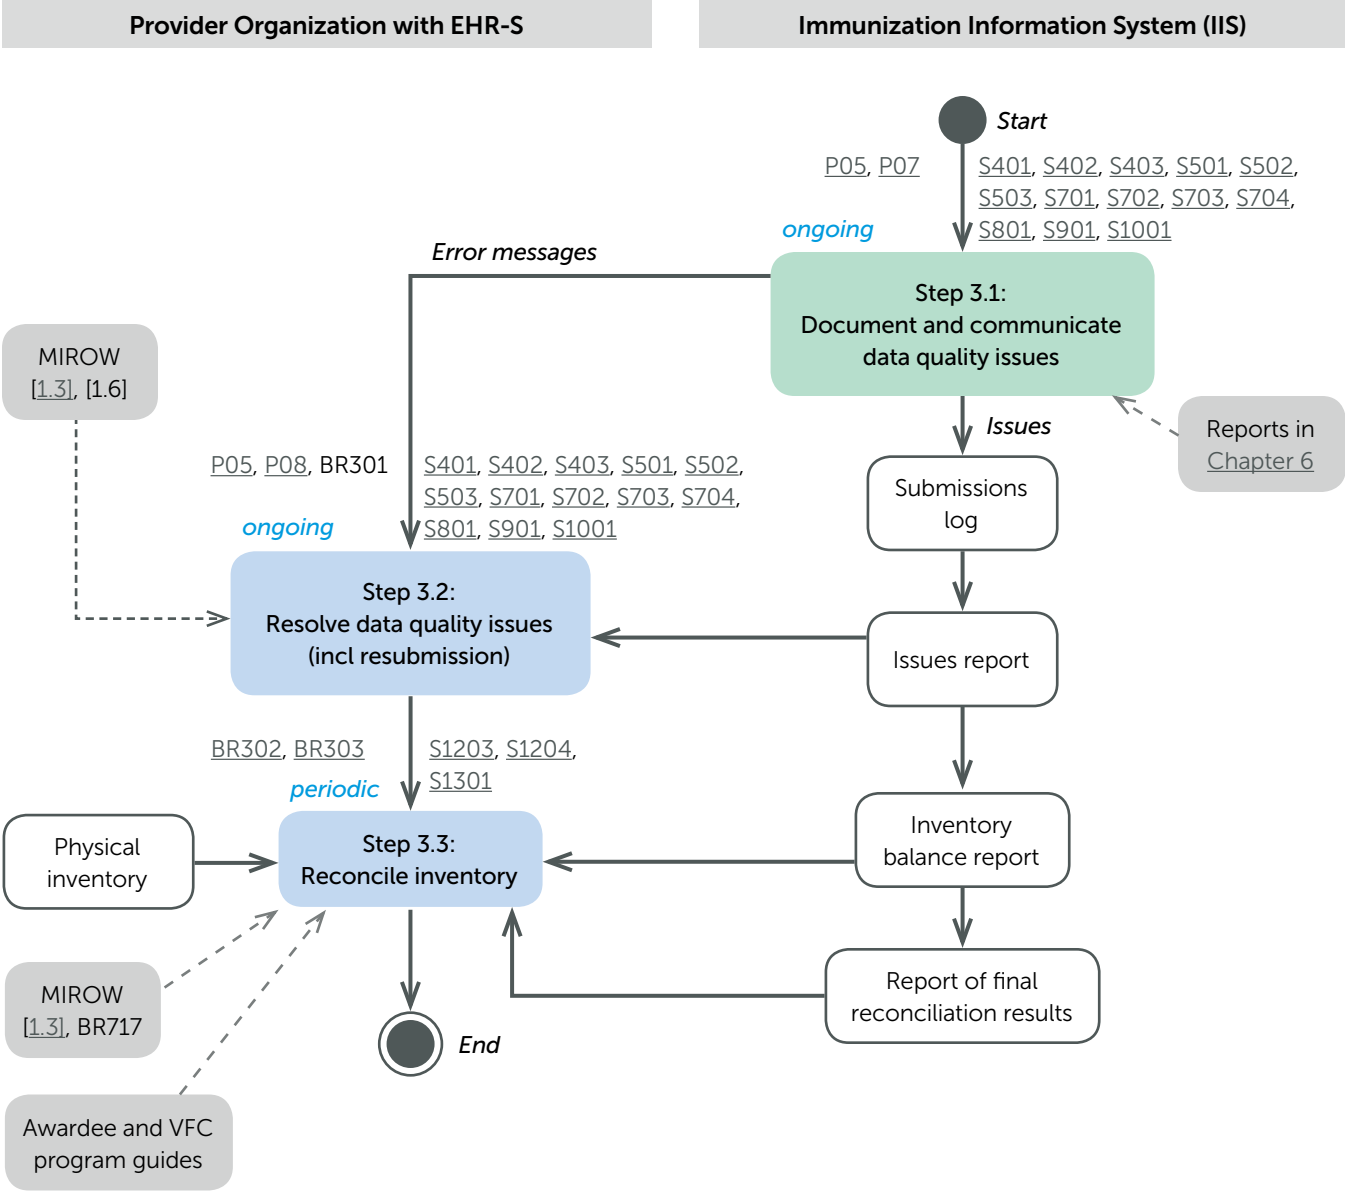 Provider Organization with EHR-S
Immunization Information System (IIS)
Start
P05, P07
S401, S402, S403, S501, S502,
S503, S701, S702, S703, S704,
S801, S901, S1001
ongoing
Error messages
Step 3.1:
Document and communicate
data quality issues
MIROW
[1.3], [1.6]
Issues
Reports in
Chapter 6
P05, P08, BR301
S401, S402, S403, S501, S502,
S503, S701, S702, S703, S704,
S801, S901, S1001
Submissions
log
ongoing
Step 3.2:
Resolve data quality issues
(incl resubmission)
Issues report
BR302, BR303
S1203, S1204,
S1301
periodic
Physical
inventory
Step 3.3:
Reconcile inventory
Inventory
balance report
MIROW
[1.3], BR717
Report of final
reconciliation results
End
Awardee and VFC
program guides